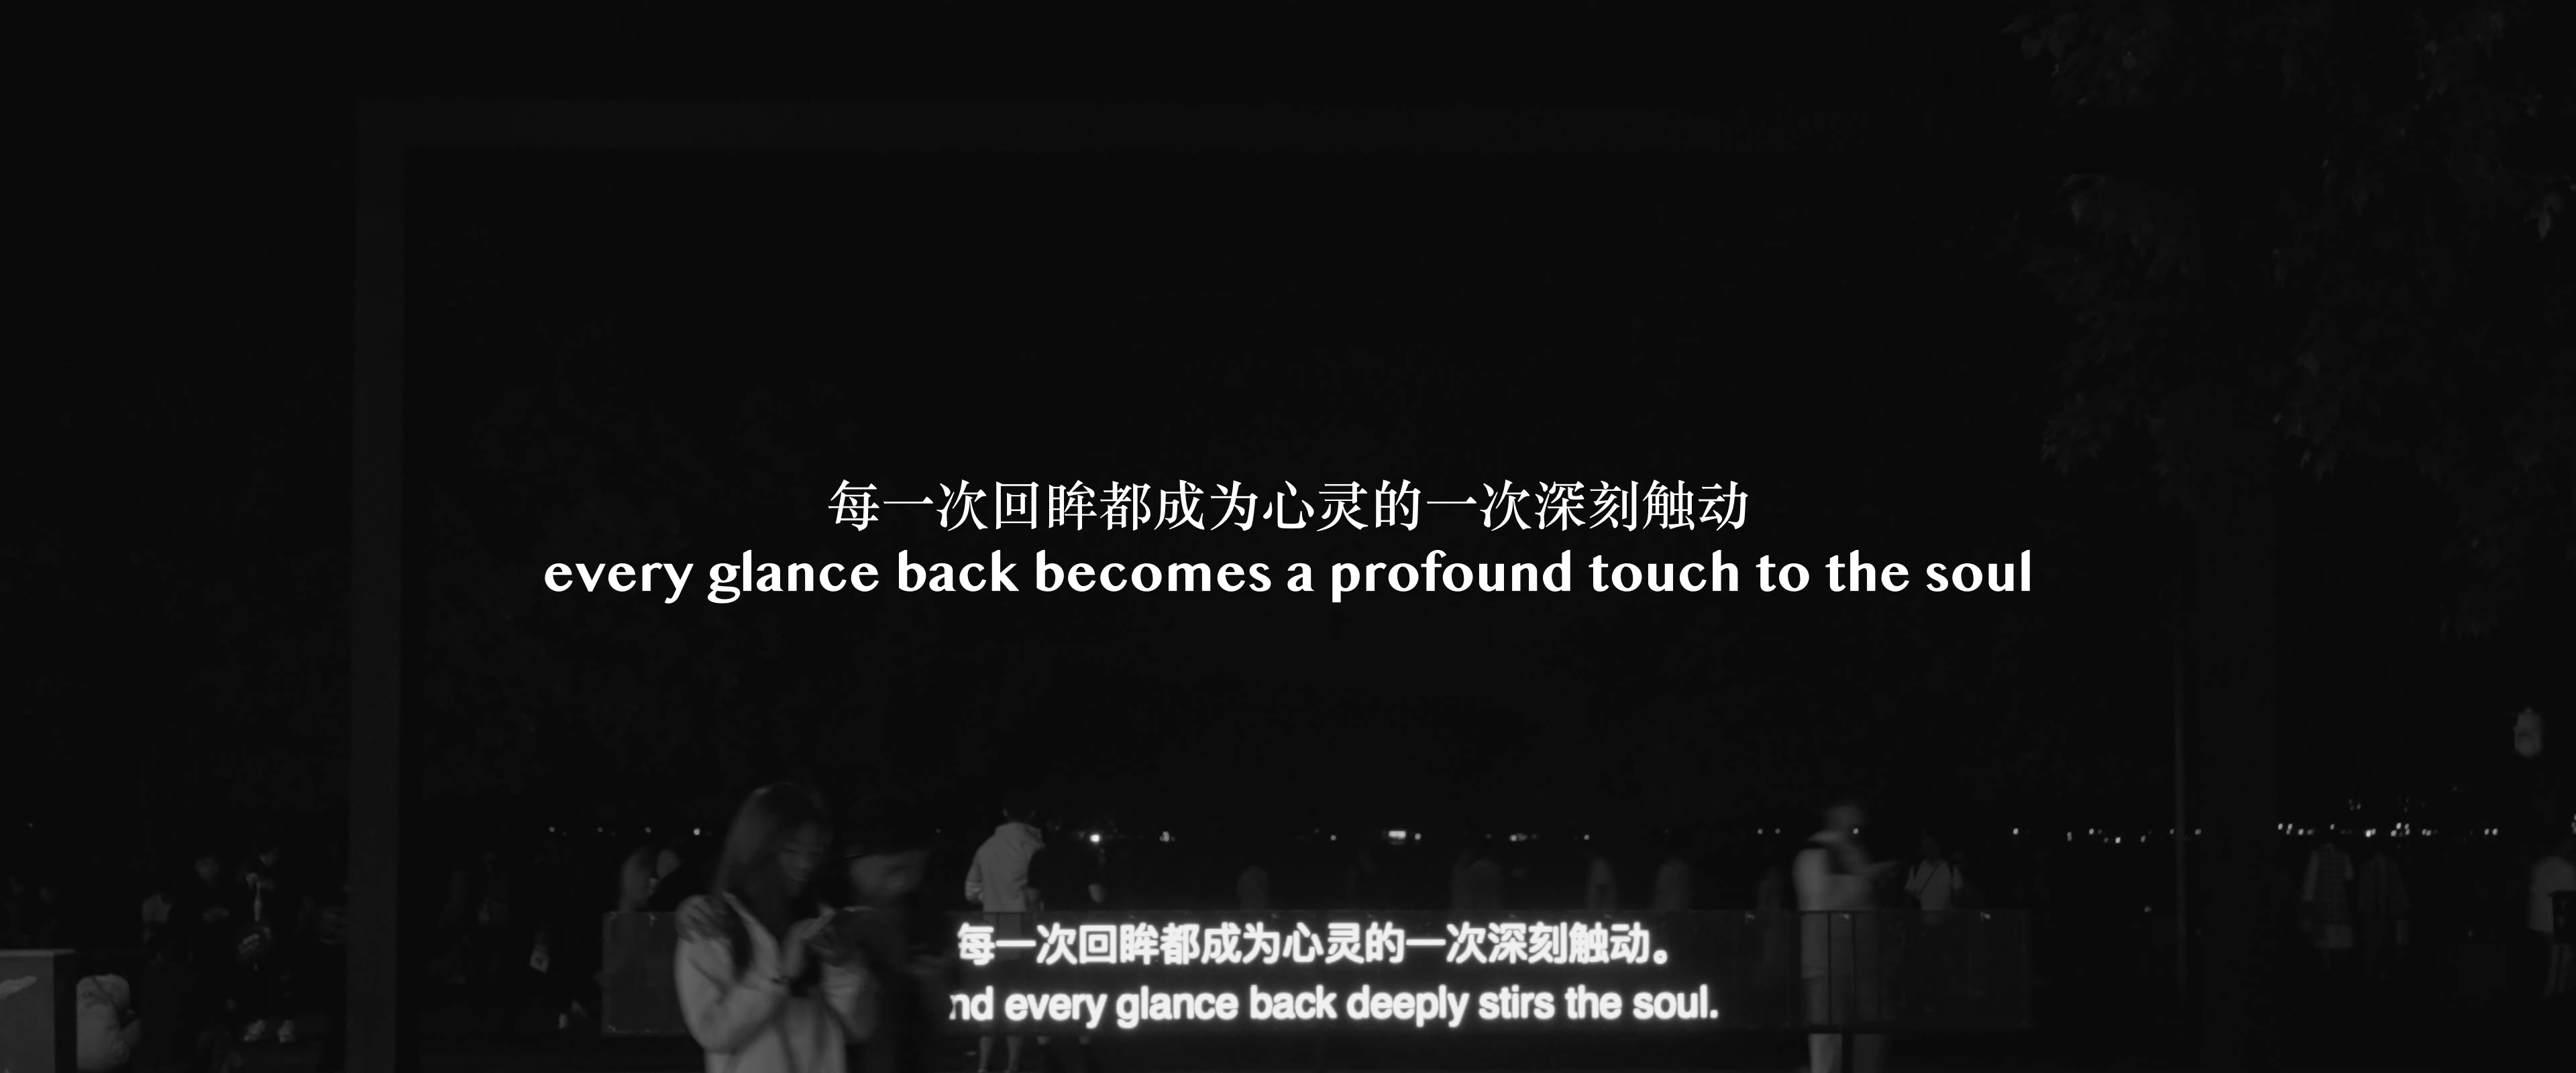 每一次回眸都成为心灵的一次深刻触动
every glance back becomes a profound touch to the soul
每一次回眸都成为心灵的一次深刻触动。
every glance back deeply stirs the soul.